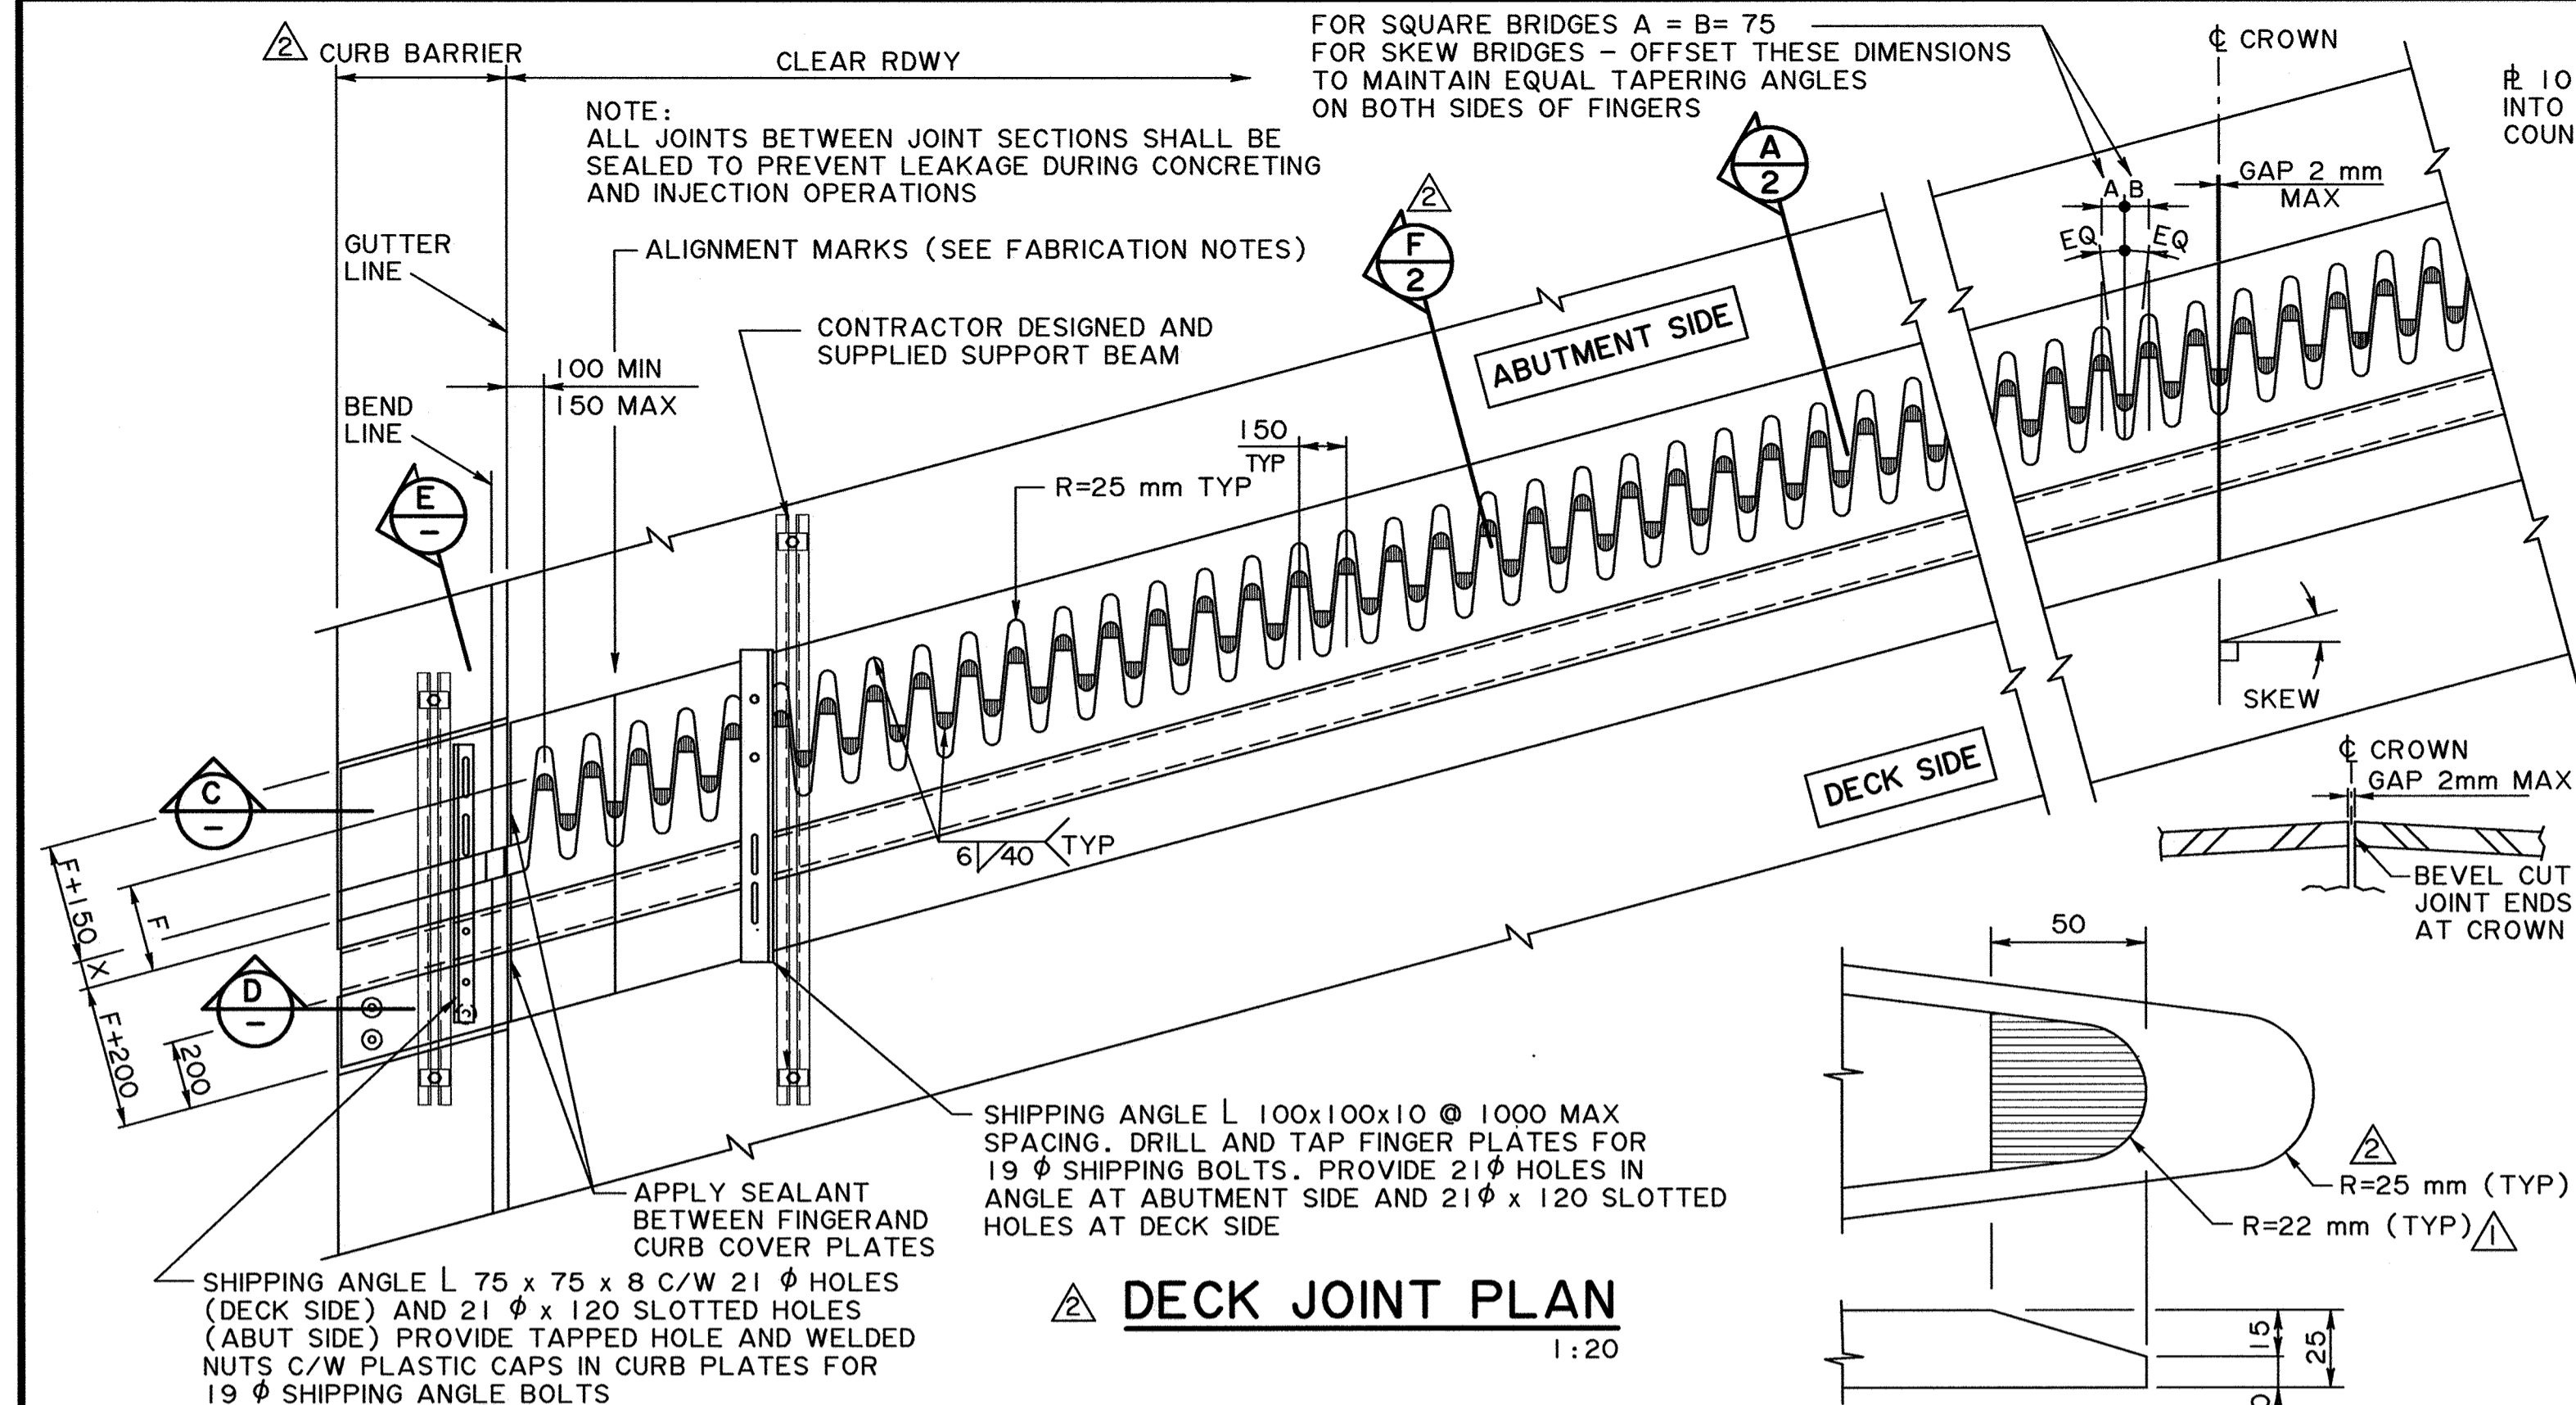 2 CURB BARRIER
CLEAR RDWY
NOTE:
ALL JOINTS BETWEEN JOINT SECTIONS SHALL BE
SEALED TO PREVENT LEAKAGE DURING CONCRETING
AND INJECTION OPERATIONS
FOR SQUARE BRIDGES A = B= 75
FOR SKEW BRIDGES - OFFSET THESE DIMENSIONS
TO MAINTAIN EQUAL TAPERING ANGLES
ON BOTH SIDES OF FINGERS
℄ CROWN
GAP 2 mm
MAX
A B
EQ EQ
℞ 10
INTO
COUN
GUTTER
LINE
ALIGNMENT MARKS (SEE FABRICATION NOTES)
CONTRACTOR DESIGNED AND
SUPPLIED SUPPORT BEAM
100 MIN
150 MAX
BEND
LINE
E
-
2
F
2
A
2
ABUTMENT SIDE
150
TYP
R=25 mm TYP
SKEW
DECK SIDE
℄ CROWN
GAP 2mm MAX
BEVEL CUT
JOINT ENDS
AT CROWN
C
-
D
-
F+150
F
X
F+200
200
6 40 TYP
50
2
R=25 mm (TYP)
R=22 mm (TYP) 1
15
25
SHIPPING ANGLE L 100x100x10 @ 1000 MAX
SPACING. DRILL AND TAP FINGER PLATES FOR
19 ϕ SHIPPING BOLTS. PROVIDE 21ϕ HOLES IN
ANGLE AT ABUTMENT SIDE AND 21ϕ x 120 SLOTTED
HOLES AT DECK SIDE
APPLY SEALANT
BETWEEN FINGERAND
CURB COVER PLATES
SHIPPING ANGLE L 75 x 75 x 8 C/W 21 ϕ HOLES
(DECK SIDE) AND 21 ϕ x 120 SLOTTED HOLES
(ABUT SIDE) PROVIDE TAPPED HOLE AND WELDED
NUTS C/W PLASTIC CAPS IN CURB PLATES FOR
19 ϕ SHIPPING ANGLE BOLTS
2 DECK JOINT PLAN
1:20